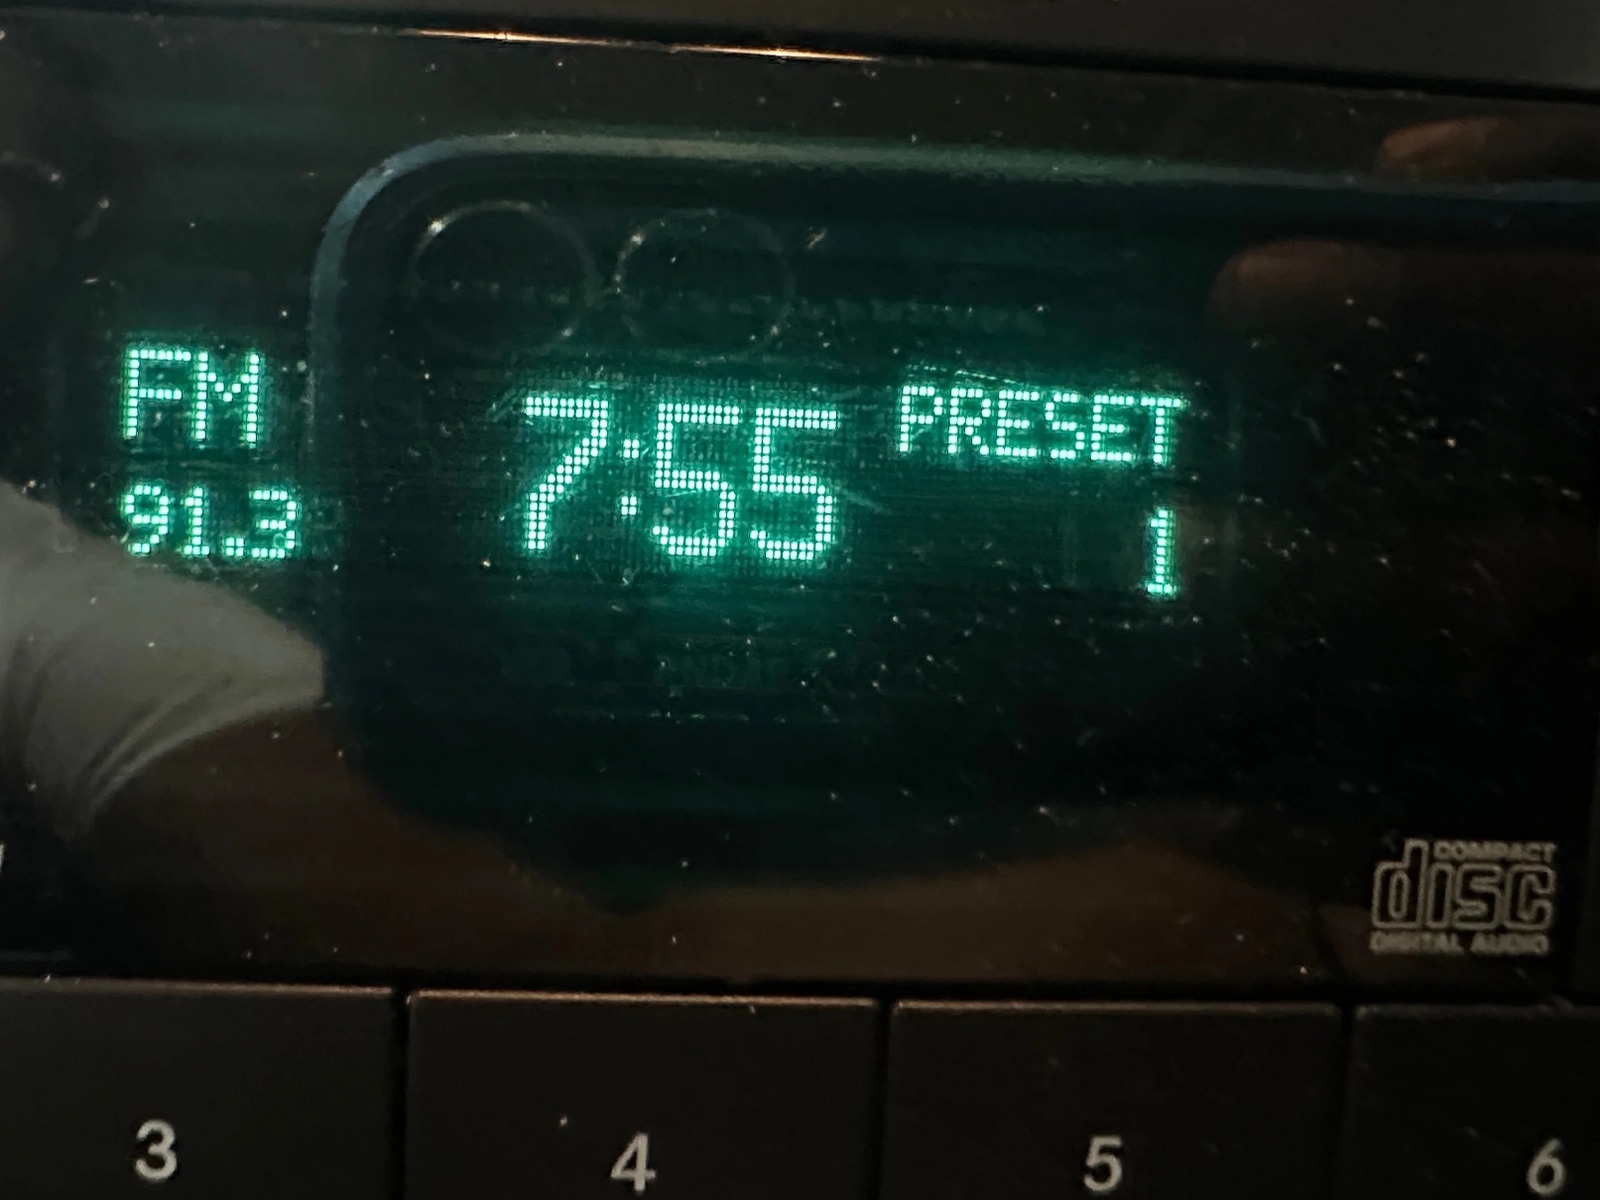 FM
91.3
7:55
PRESET
1
COMPACT
disc
DIGITAL AUDIO
3
4
5
6